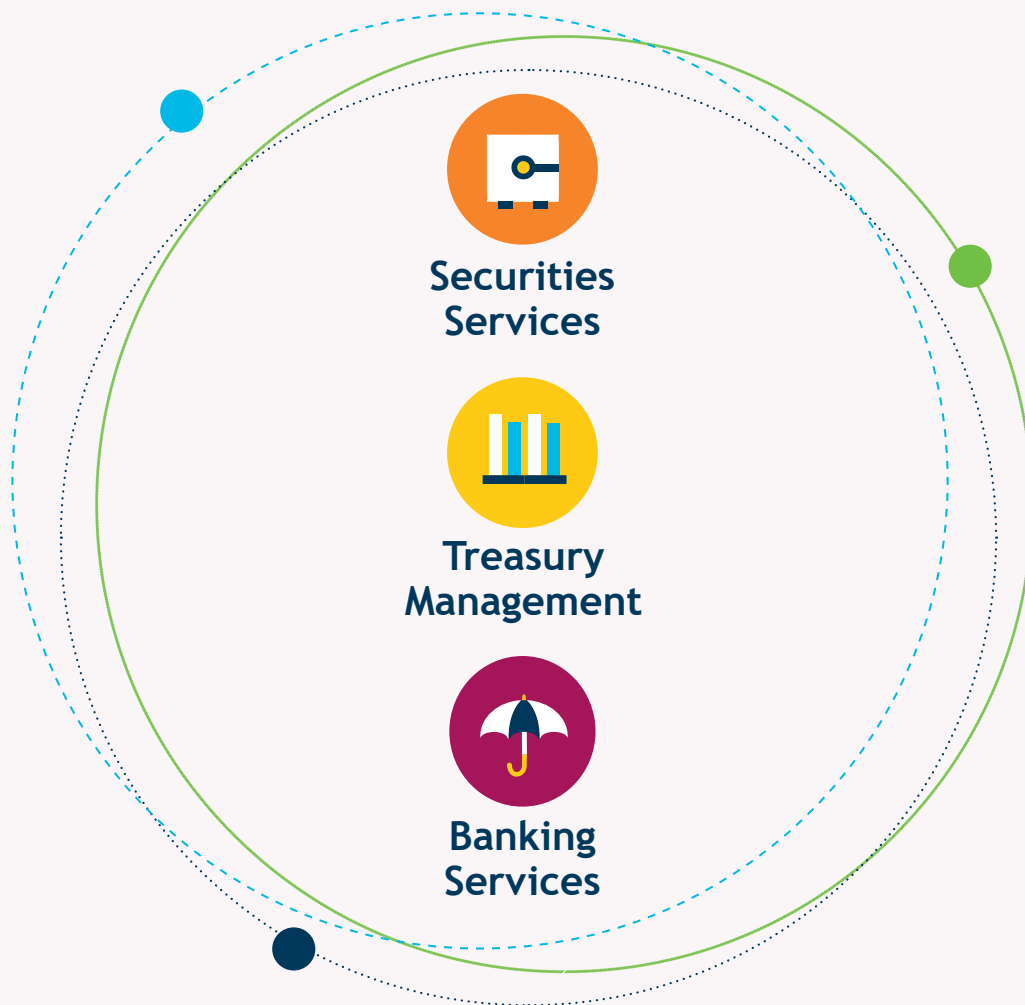 Securities
Services
Treasury
Management
Banking
Services